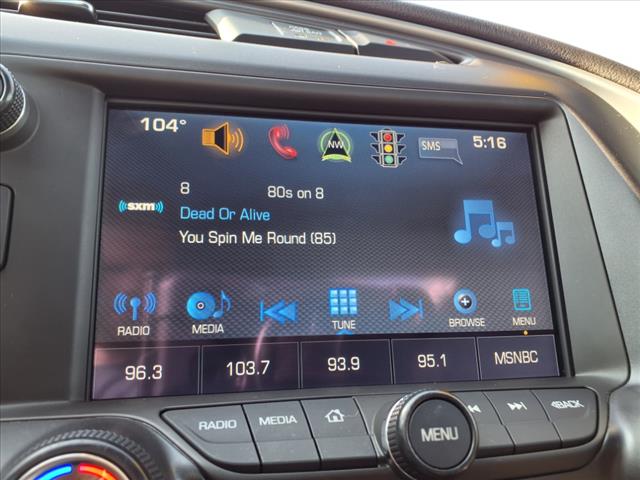 104° NW SMS 5:16
8 80s on 8
((sxm)) Dead Or Alive
You Spin Me Round (85)
RADIO MEDIA TUNE BROWSE MENU
96.3 103.7 93.9 95.1 MSNBC
RADIO MEDIA MENU BACK